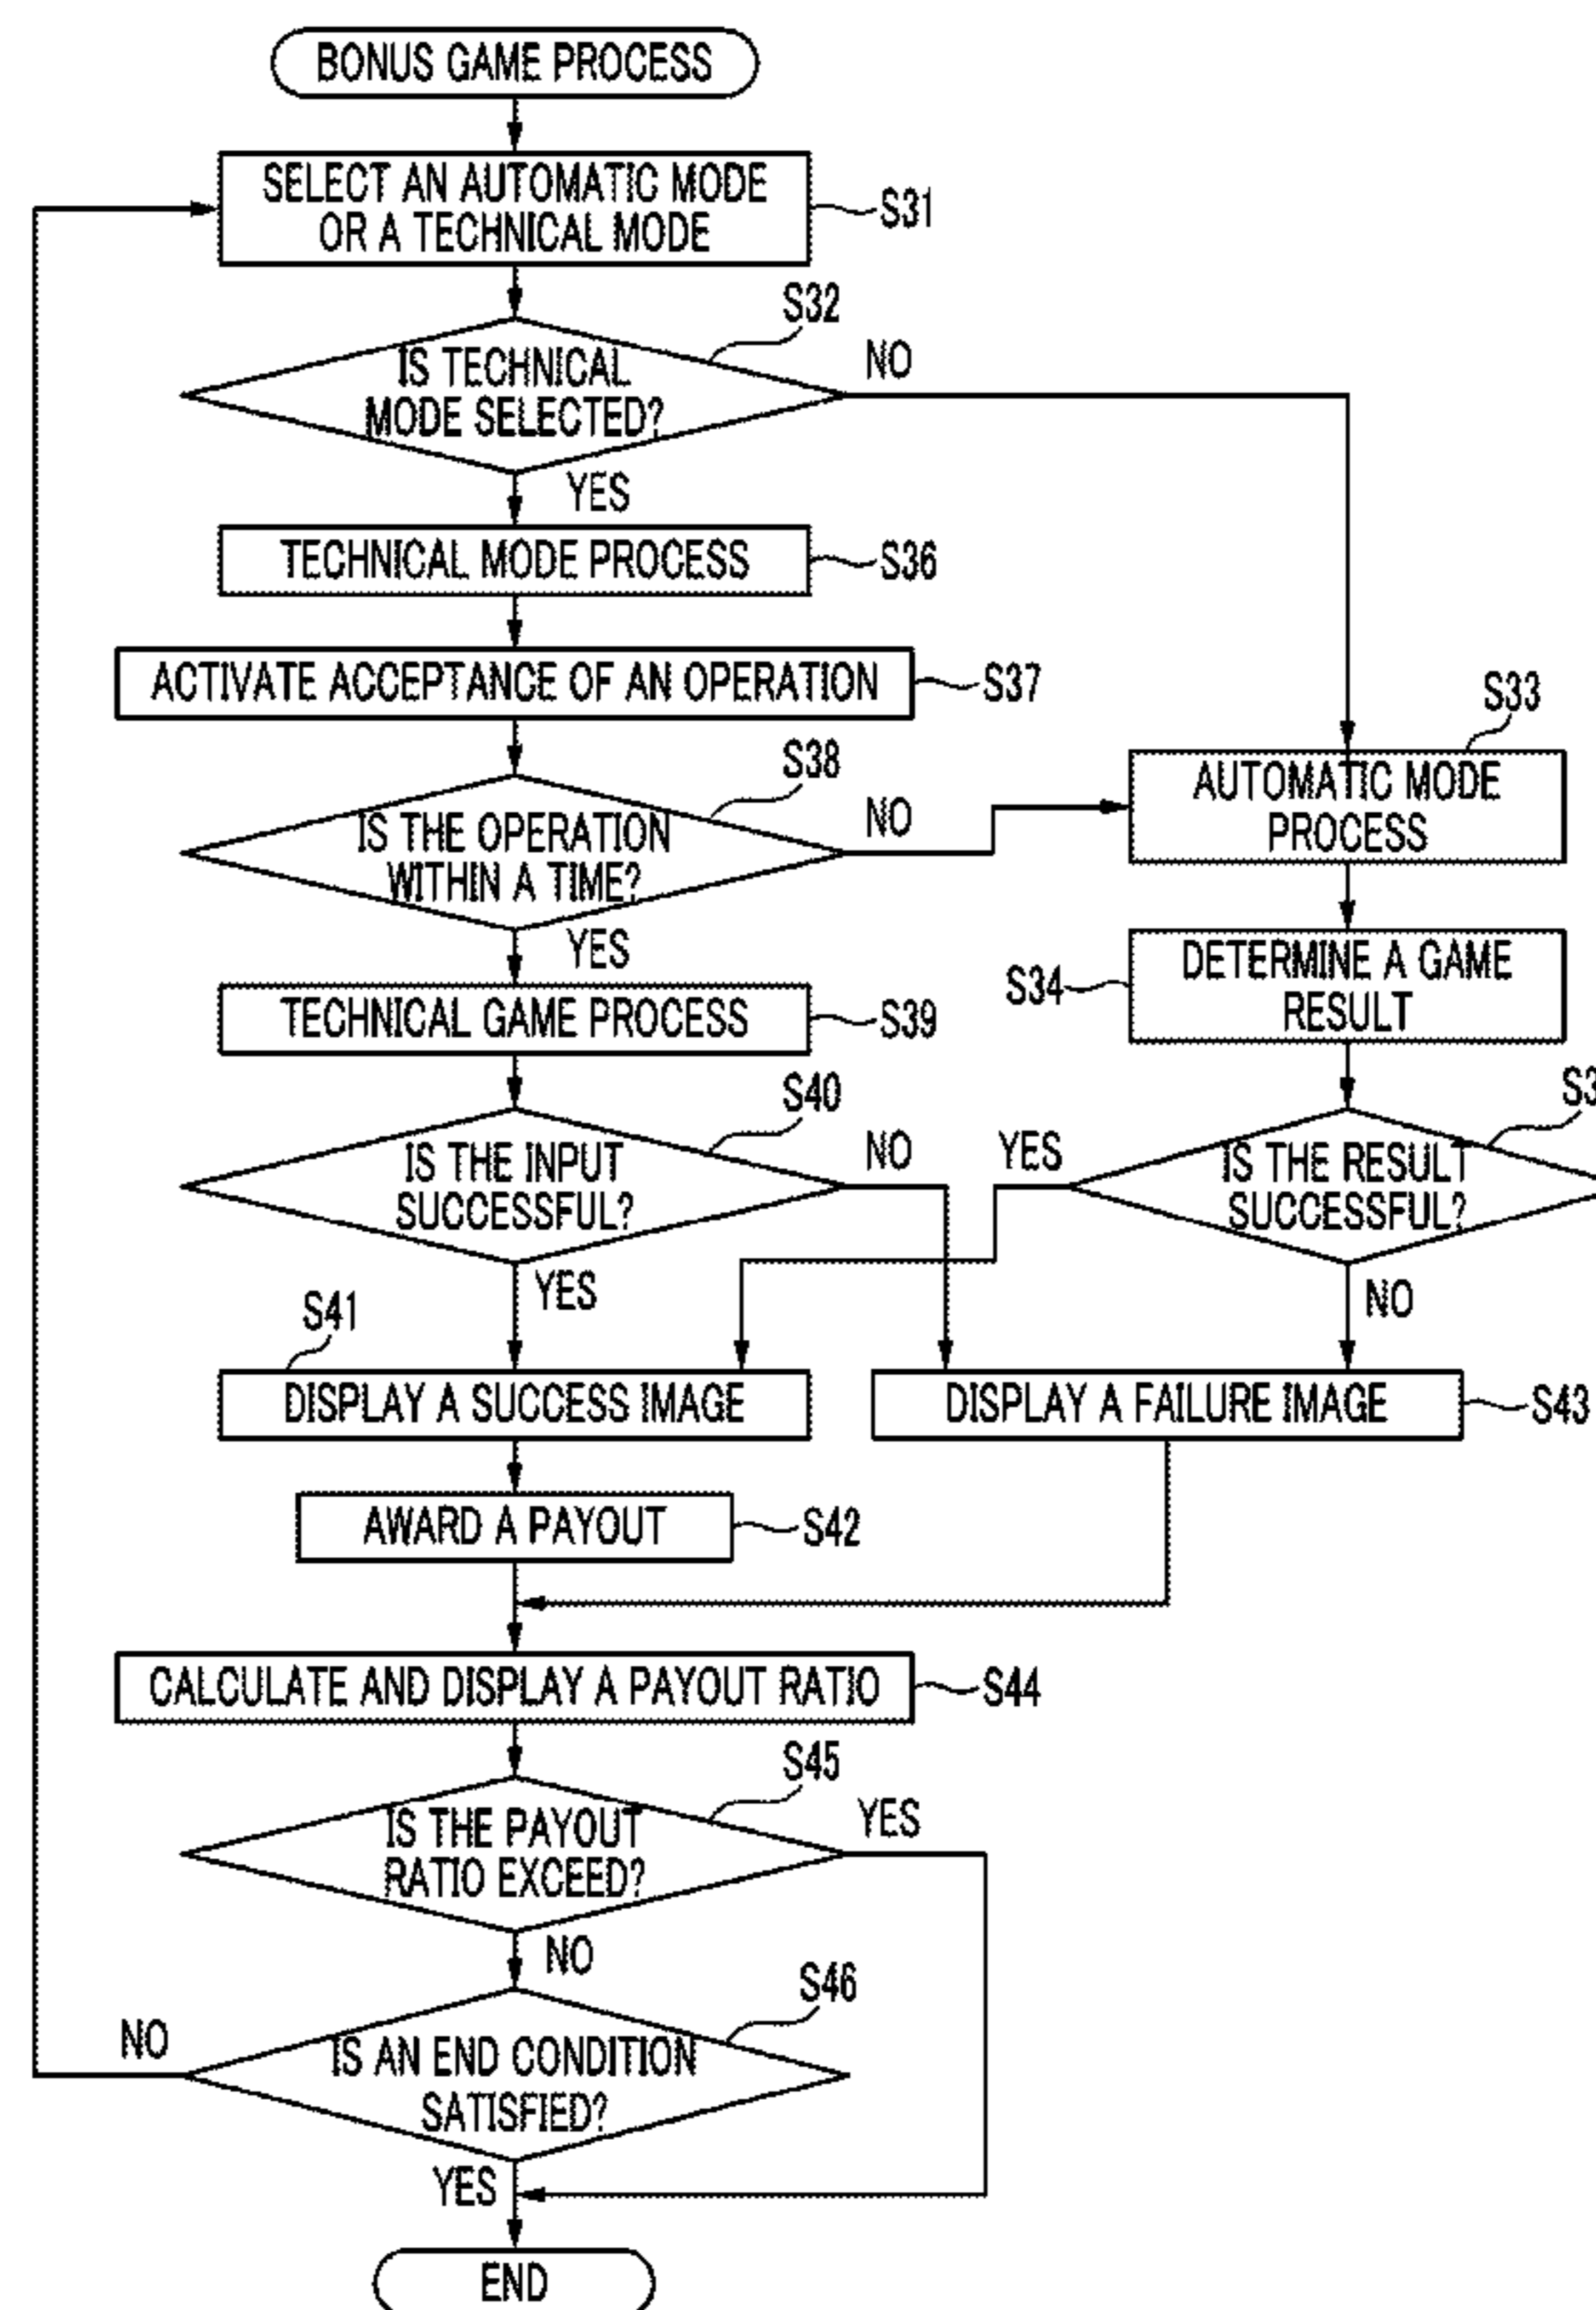 BONUS GAME PROCESS
SELECT AN AUTOMATIC MODE
OR A TECHNICAL MODE
S31
S32
IS TECHNICAL
MODE SELECTED?
NO
YES
TECHNICAL MODE PROCESS
S36
ACTIVATE ACCEPTANCE OF AN OPERATION
S37
S38
IS THE OPERATION
WITHIN A TIME?
NO
YES
S33
AUTOMATIC MODE
PROCESS
S34
DETERMINE A GAME
RESULT
TECHNICAL GAME PROCESS
S39
S40
IS THE INPUT
SUCCESSFUL?
NO
YES
S3
IS THE RESULT
SUCCESSFUL?
YES
NO
S41
DISPLAY A SUCCESS IMAGE
DISPLAY A FAILURE IMAGE
S43
AWARD A PAYOUT
S42
CALCULATE AND DISPLAY A PAYOUT RATIO
S44
S45
IS THE PAYOUT
RATIO EXCEED?
YES
NO
S46
IS AN END CONDITION
SATISFIED?
NO
YES
END